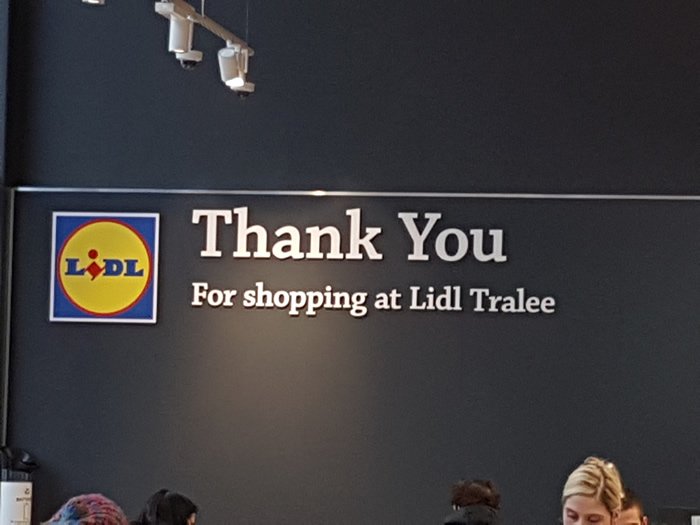 LiDL
Thank You
For shopping at Lidl Tralee